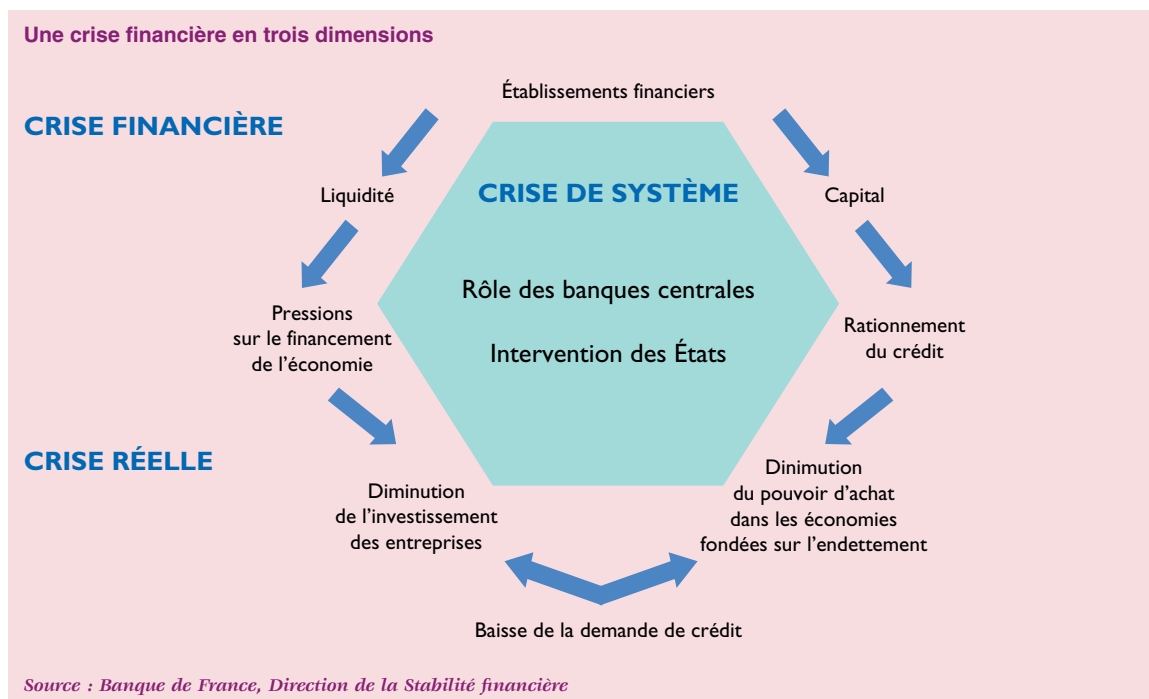 Une crise financière en trois dimensions
Établissements financiers
CRISE FINANCIÈRE
Liquidité
CRISE DE SYSTÈME
Capital
Rôle des banques centrales
Intervention des États
Pressions
sur le financement
de l'économie
Rationnement
du crédit
CRISE RÉELLE
Diminution
de l'investissement
des entreprises
Dinimution
du pouvoir d'achat
dans les économies
fondées sur l'endettement
Baisse de la demande de crédit
Source : Banque de France, Direction de la Stabilité financière